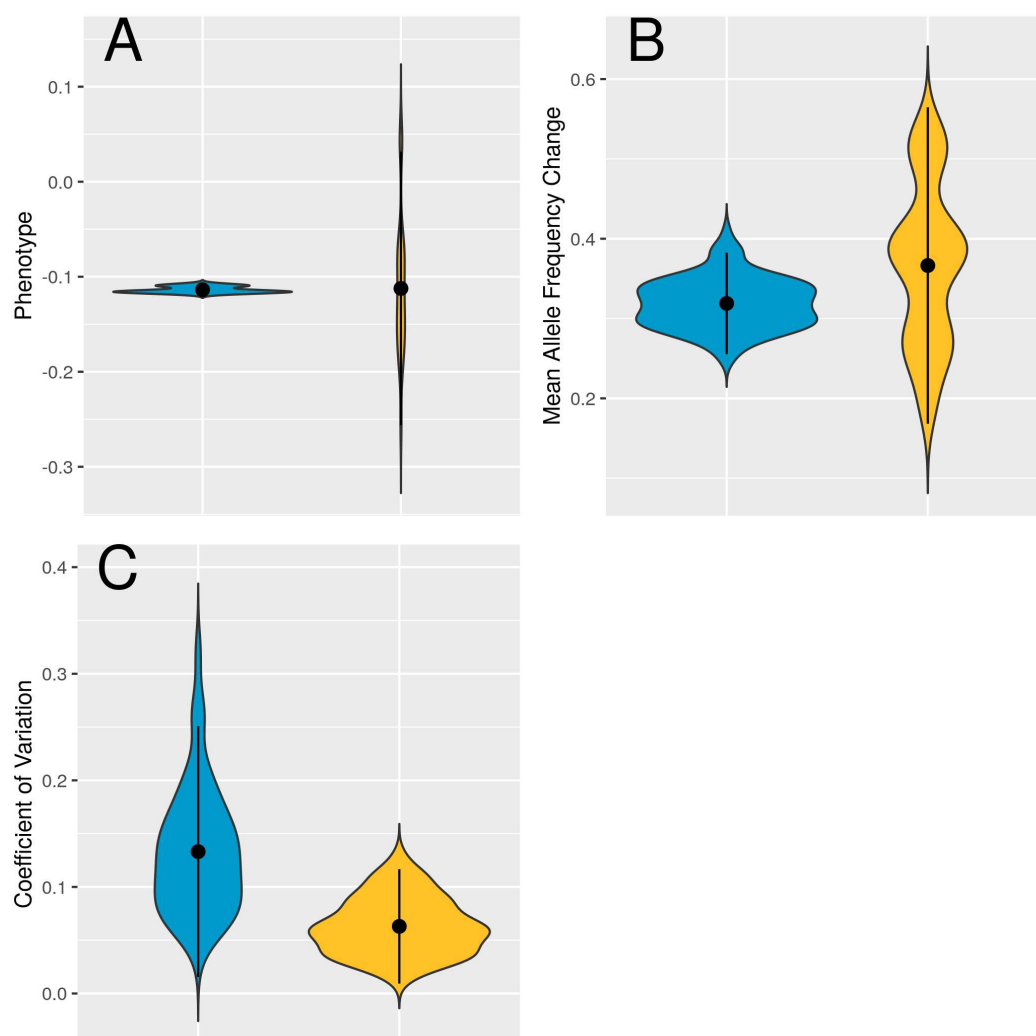 A
Phenotype
0.1
0.0
-0.1
-0.2
-0.3
B
Mean Allele Frequency Change
0.6
0.4
0.2
C
Coefficient of Variation
0.4
0.3
0.2
0.1
0.0